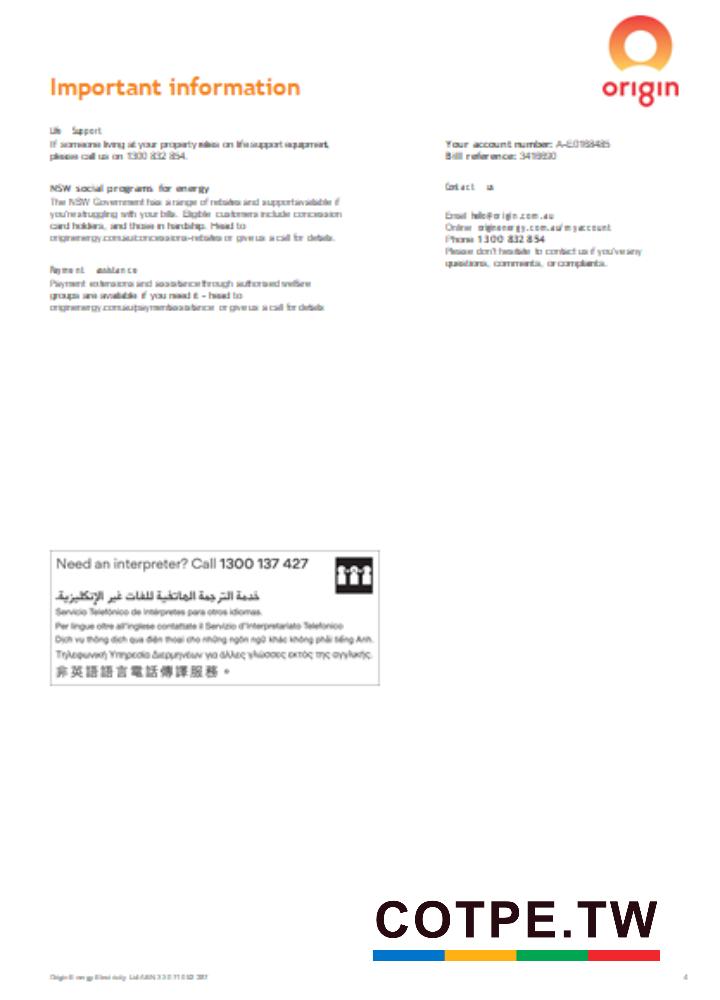 origin
Important information
Life Support
If someone living at your property relies on life support equipment,
please call us on 1300 832 854.
NSW social programs for energy
The NSW Government has a range of rebates and support available if
you're struggling with your bills. Eligible customers include concession
card holders, and those in hardship. Head to
originenergy.com.au/concessions-rebates or give us a call for details.
Payment assistance
Payment extensions and assistance through authorised welfare
groups are available if you need it – head to
originenergy.com.au/paymentassistance or give us a call for details
Your account number: A-E0168485
Bill reference:
Contact us
Email hello@origin.com.au
Online originenergy.com.au/myaccount
Phone 1300 832 854
Please don't hesitate to contact us if you've any
questions, comments, or complaints.
Need an interpreter? Call 1300 137 427
خدمة الترجمة الهاتفية للغات غير الإنكليزية.
Servicio Telefónico de Intérpretes para otros idiomas.
Per lingue oltre all'inglese contattate il Servizio d'Interpretariato Telefonico
Dịch vụ thông dịch qua điện thoại cho những ngôn ngữ khác không phải tiếng Anh.
Τηλεφωνική Υπηρεσία Διερμηνέων για άλλες γλώσσες εκτός της αγγλικής.
非英語語言電話傳譯服務。
COTPE.TW
Origin Energy Electricity Ltd ABN
4